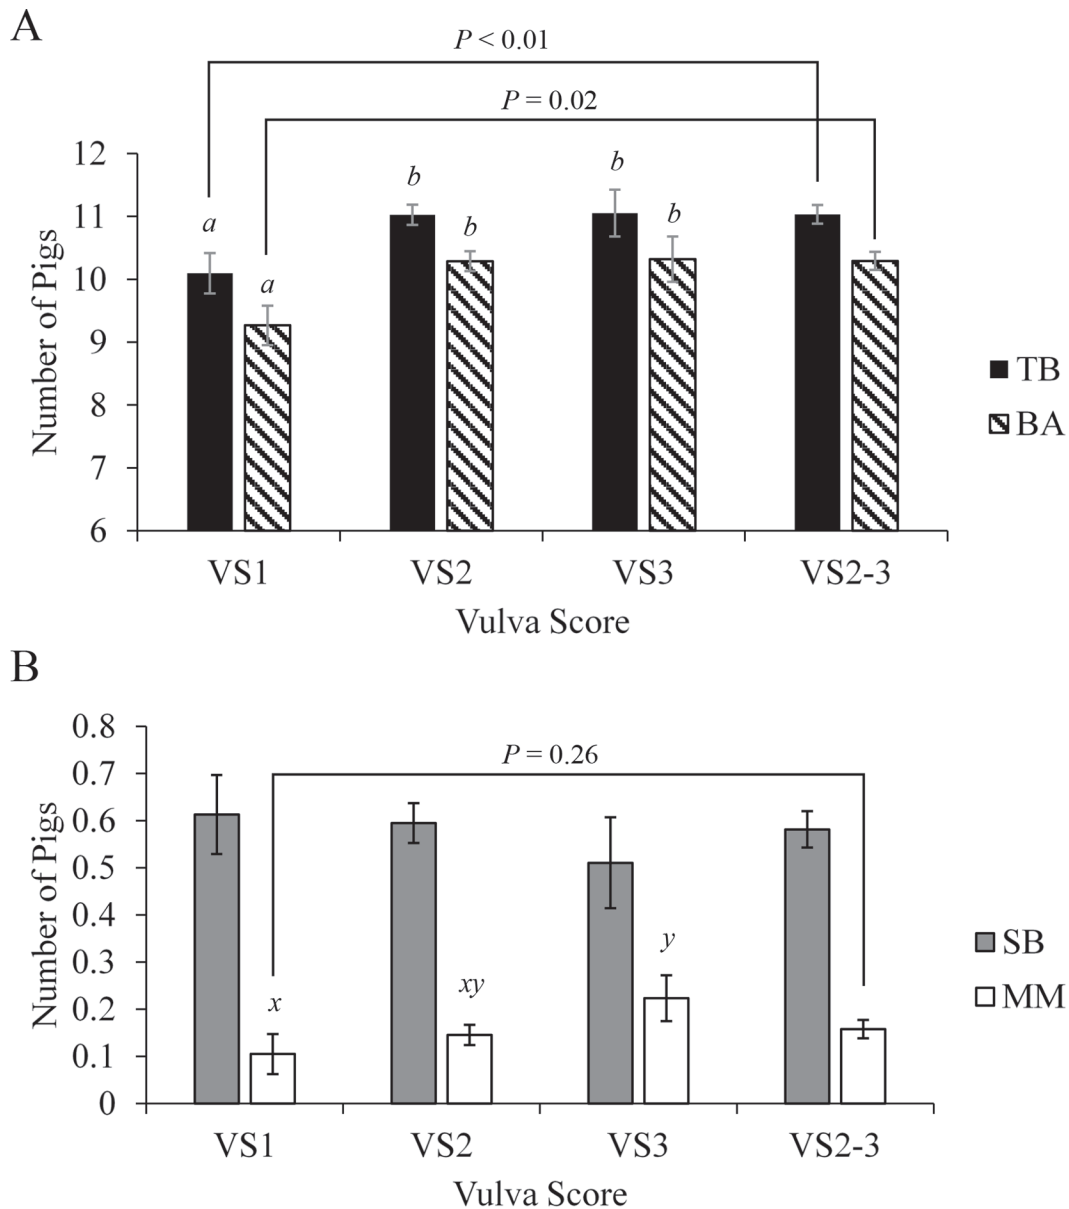 A
P < 0.01
P = 0.02
12
11
10
9
8
7
6
Number of Pigs
a
a
b
b
b
b
TB
BA
VS1 VS2 VS3 VS2-3
Vulva Score
B
P = 0.26
0.8
0.7
0.6
0.5
0.4
0.3
0.2
0.1
0
Number of Pigs
x
xy
y
SB
MM
VS1 VS2 VS3 VS2-3
Vulva Score